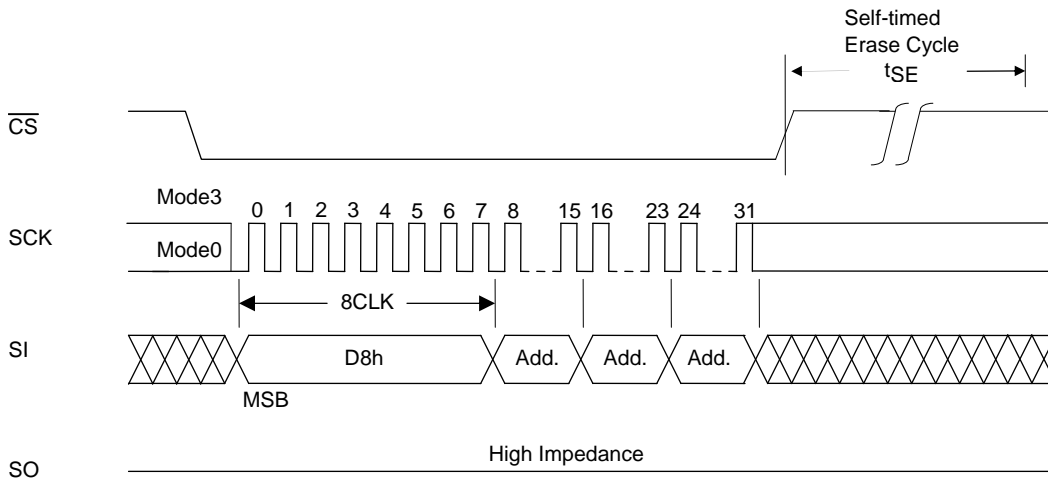 Self-timed
Erase Cycle
tSE
CS
Mode3
0 1 2 3 4 5 6 7 8 15 16 23 24 31
SCK
Mode0
8CLK
SI
D8h Add. Add. Add.
MSB
High Impedance
SO